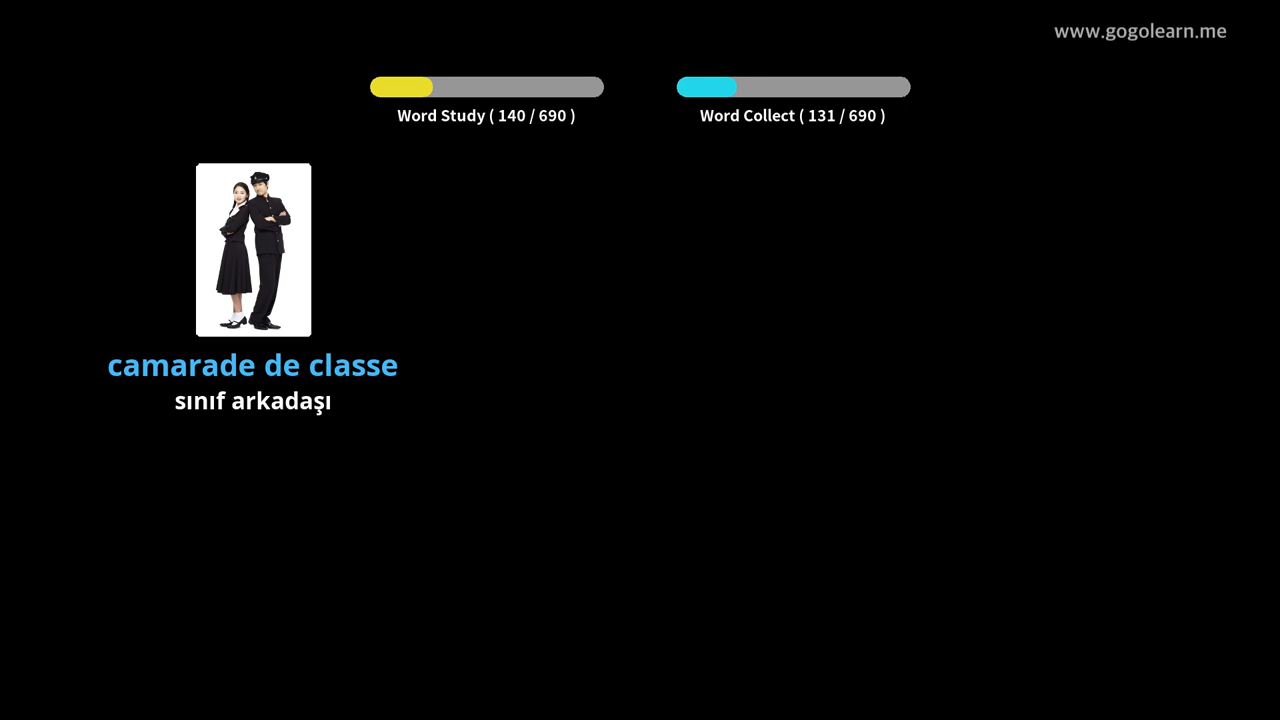 www.gogolearn.me
Word Study ( 140 / 690 )
Word Collect ( 131 / 690 )
camarade de classe
sınıf arkadaşı